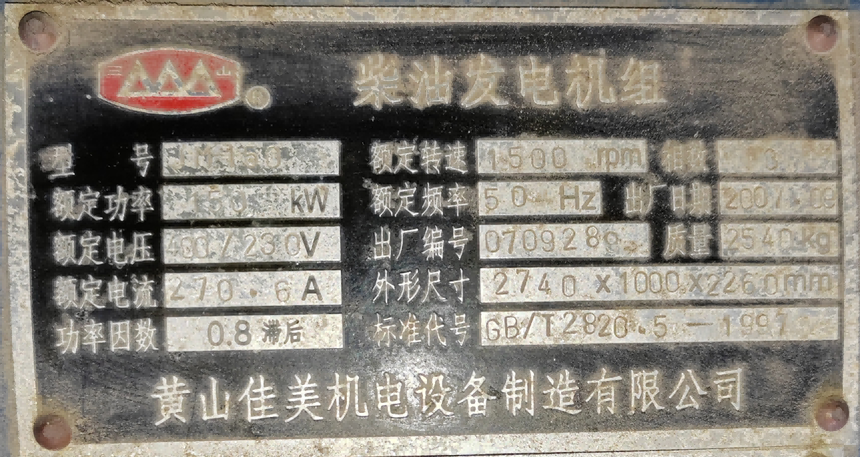 柴油发电机组
型 号 额定转速 1500 rpm 相数
额定功率 kW 额定频率 50 Hz 出厂日期 2007.09
额定电压 400/230V 出厂编号 070928 质量 2540kg
额定电流 270.6A 外形尺寸 2740x1000x2260mm
功率因数 0.8 滞后 标准代号 GB/T2820.5—1997
黄山佳美机电设备制造有限公司